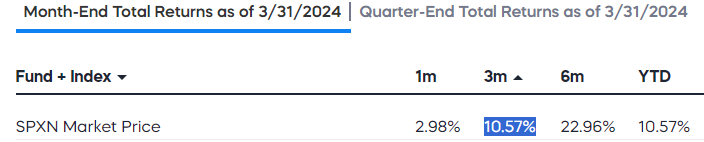 Month-End Total Returns as of 3/31/2024 | Quarter-End Total Returns as of 3/31/2024
Fund + Index 1m 3m 6m YTD
SPXN Market Price 2.98% 10.57% 22.96% 10.57%